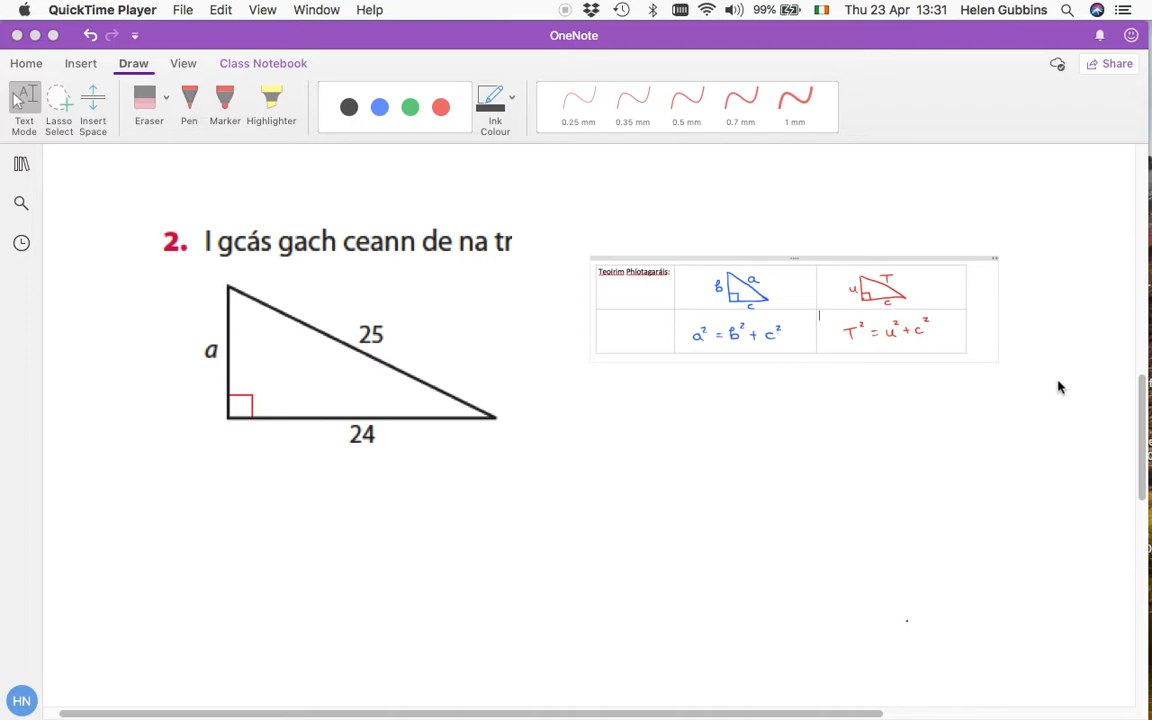 QuickTime Player File Edit View Window Help 99% Thu 23 Apr 13:31 Helen Gubbins
OneNote
Home Insert Draw View Class Notebook Share
Text Mode Lasso Select Insert Space Eraser Pen Marker Highlighter Ink Colour 0.25 mm 0.35 mm 0.5 mm 0.7 mm 1 mm
2. I gcás gach ceann de na tr
25
a
24
Teoirim Phíotagaráis:
b a c
u T c
a² = b² + c²
T² = u² + c²
HN